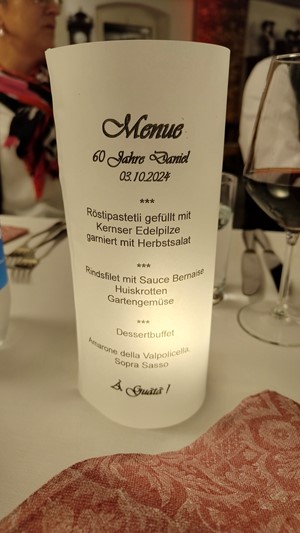 Menue
60 Jahre Daniel
03.10.2024
***
Röstipastetli gefüllt mit
Kernser Edelpilze
garniert mit Herbstsalat
***
Rindsfilet mit Sauce Bernaise
Huiskrotten
Gartengemüse
***
Dessertbuffet
Amarone della Valpolicella,
Sopra Sasso
Ä Guätä !